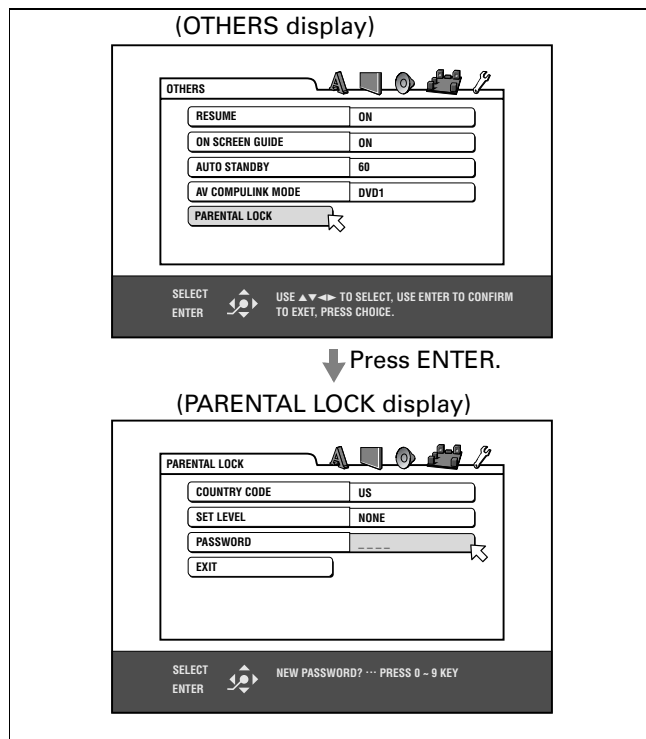 (OTHERS display)
OTHERS
RESUME ON
ON SCREEN GUIDE ON
AUTO STANDBY 60
AV COMPULINK MODE DVD1
PARENTAL LOCK
SELECT
ENTER
USE ▲▼◄► TO SELECT, USE ENTER TO CONFIRM
TO EXET, PRESS CHOICE.
Press ENTER.
(PARENTAL LOCK display)
PARENTAL LOCK
COUNTRY CODE US
SET LEVEL NONE
PASSWORD _ _ _ _
EXIT
SELECT
ENTER
NEW PASSWORD? ··· PRESS 0 ~ 9 KEY